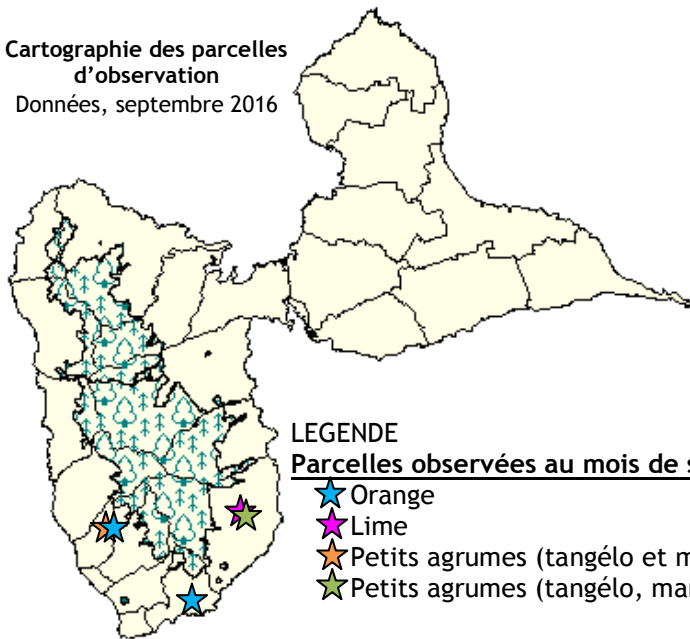 Cartographie des parcelles
d’observation
Données, septembre 2016
LEGENDE
Parcelles observées au mois de s
Orange
Lime
Petits agrumes (tangélo et m
Petits agrumes (tangélo, mar